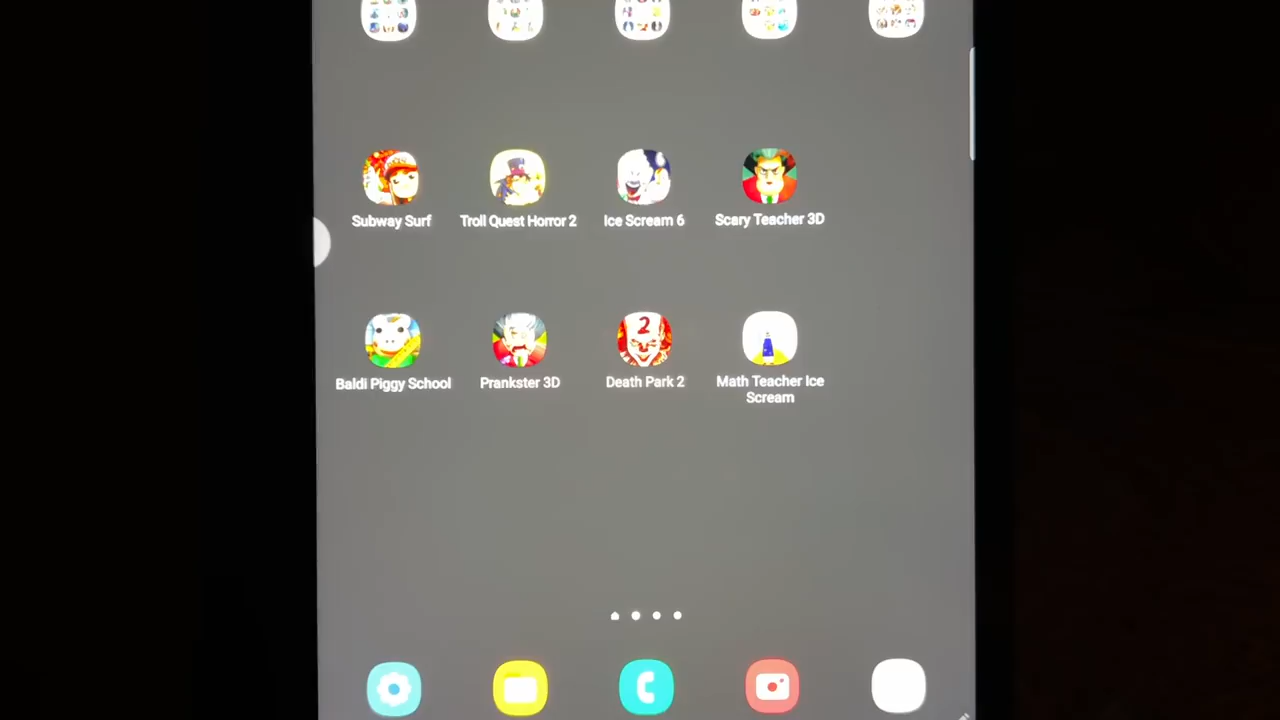 Subway Surf
Troll Quest Horror 2
Ice Scream 6
Scary Teacher 3D
Baldi Piggy School
Prankster 3D
Death Park 2
2
Math Teacher Ice
Scream